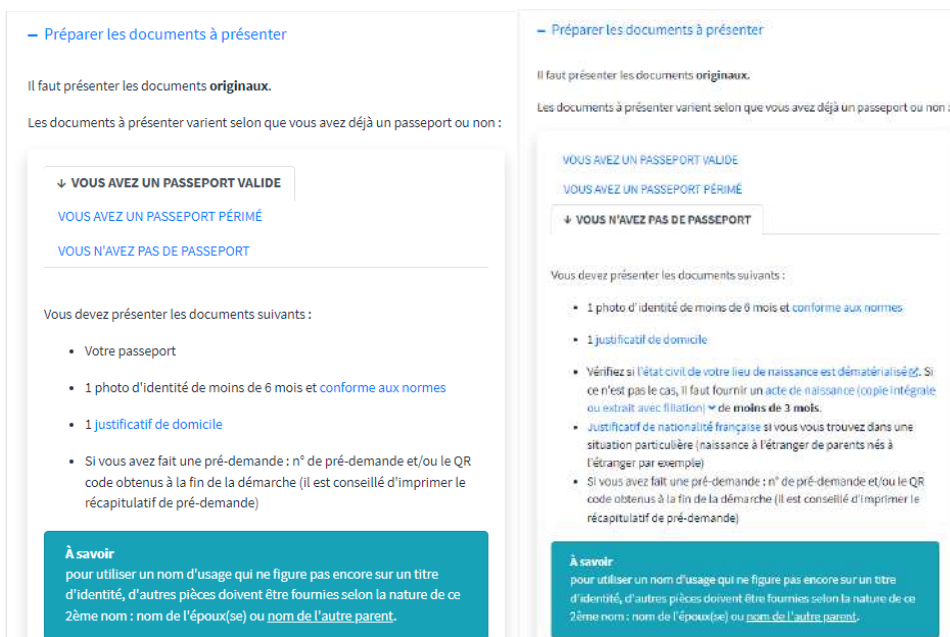 – Préparer les documents à présenter
Il faut présenter les documents originaux.
Les documents à présenter varient selon que vous avez déjà un passeport ou non :
↓ VOUS AVEZ UN PASSEPORT VALIDE
VOUS AVEZ UN PASSEPORT PÉRIMÉ
VOUS N'AVEZ PAS DE PASSEPORT
Vous devez présenter les documents suivants :
• Votre passeport
• 1 photo d'identité de moins de 6 mois et conforme aux normes
• 1 justificatif de domicile
• Si vous avez fait une pré-demande : n° de pré-demande et/ou le QR
code obtenus à la fin de la démarche (il est conseillé d'imprimer le
récapitulatif de pré-demande)
À savoir
pour utiliser un nom d'usage qui ne figure pas encore sur un titre
d'identité, d'autres pièces doivent être fournies selon la nature de ce
2ème nom : nom de l'époux(se) ou nom de l'autre parent.
– Préparer les documents à présenter
Il faut présenter les documents originaux.
Les documents à présenter varient selon que vous avez déjà un passeport ou non :
VOUS AVEZ UN PASSEPORT VALIDE
VOUS AVEZ UN PASSEPORT PÉRIMÉ
↓ VOUS N'AVEZ PAS DE PASSEPORT
Vous devez présenter les documents suivants :
• 1 photo d'identité de moins de 6 mois et conforme aux normes
• 1 justificatif de domicile
• Vérifiez si l'état civil de votre lieu de naissance est dématérialisé. Si
ce n'est pas le cas, il faut fournir un acte de naissance (copie intégrale
ou extrait avec filiation) de moins de 3 mois.
• Justificatif de nationalité française si vous vous trouvez dans une
situation particulière (naissance à l'étranger de parents nés à
l'étranger par exemple)
• Si vous avez fait une pré-demande : n° de pré-demande et/ou le QR
code obtenus à la fin de la démarche (il est conseillé d'imprimer le
récapitulatif de pré-demande)
À savoir
pour utiliser un nom d'usage qui ne figure pas encore sur un titre
d'identité, d'autres pièces doivent être fournies selon la nature de ce
2ème nom : nom de l'époux(se) ou nom de l'autre parent.